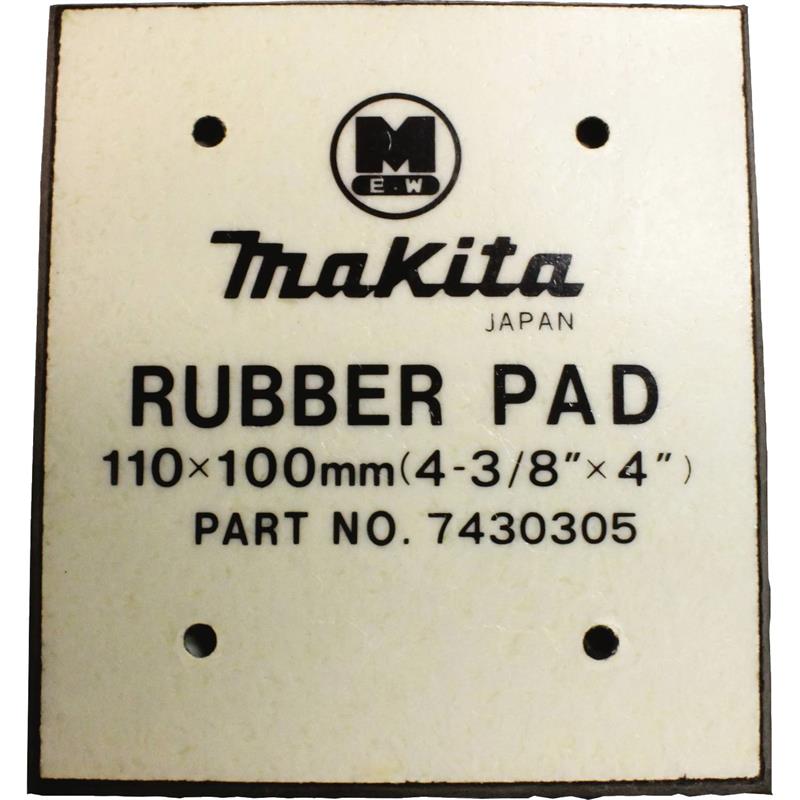 M
E.W
makita
JAPAN
RUBBER PAD
110×100mm(4-3/8"×4")
PART NO. 7430305